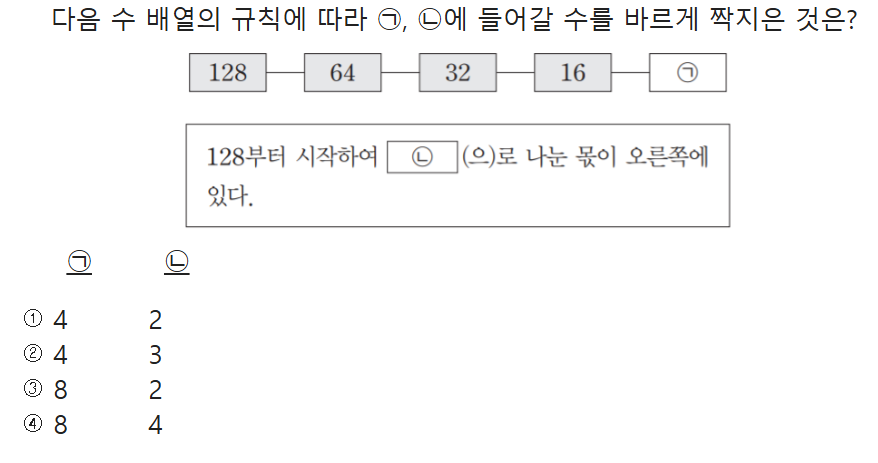 다음 수 배열의 규칙에 따라 ㉠, ㉡에 들어갈 수를 바르게 짝지은 것은?
128 64 32 16 ㉠
128부터 시작하여 ㉡ (으)로 나눈 몫이 오른쪽에
있다.
㉠ ㉡
① 4 2
② 4 3
③ 8 2
④ 8 4